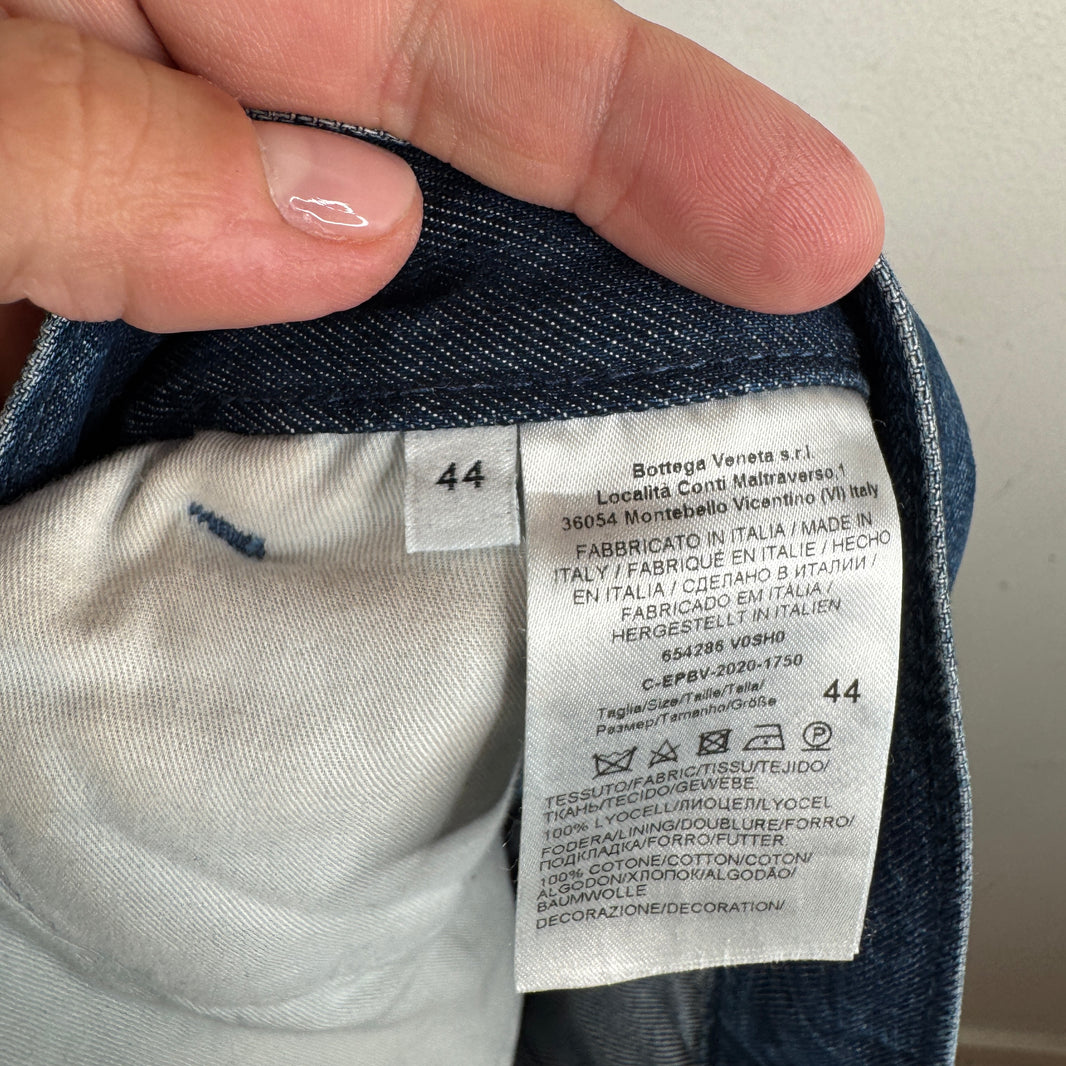 44
Bottega Veneta s.r.l.
Località Conti Maltraverso,1
36054 Montebello Vicentino (VI) Italy
FABBRICATO IN ITALIA / MADE IN
ITALY / FABRIQUÉ EN ITALIE / HECHO
EN ITALIA / СДЕЛАНО В ИТАЛИИ /
FABRICADO EM ITALIA /
HERGESTELLT IN ITALIEN
654286 V0SH0
C-EPBV-2020-1750
Taglia/Size/Taille/Talla/
Размер/Tamanho/Größe 44
P
TESSUTO/FABRIC/TISSU/TEJIDO/
ТКАНЬ/TECIDO/GEWEBE.
100% LYOCELL/ЛИОЦЕЛ/LYOCEL
FODERA/LINING/DOUBLURE/FORRO/
ПОДКЛАДКА/FORRO/FUTTER.
100% COTONE/COTTON/COTON/
ALGODON/ХЛОПОК/ALGODÃO/
BAUMWOLLE
DECORAZIONE/DECORATION/